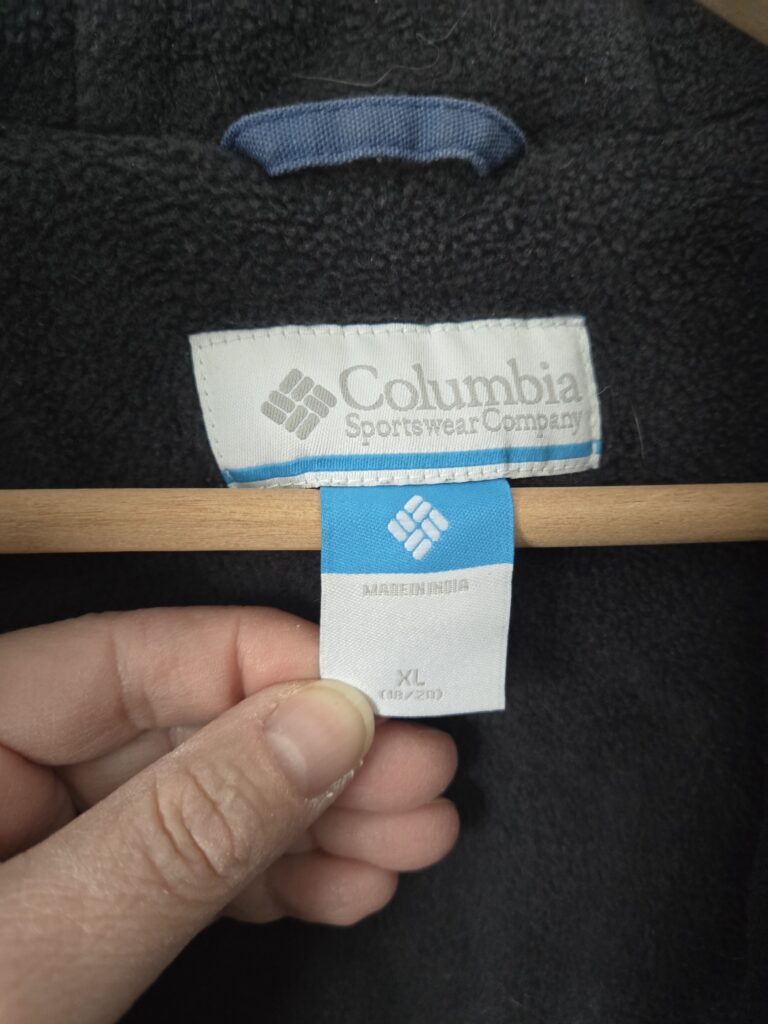 Columbia
Sportswear Company
MADE IN INDIA
XL
(18/20)